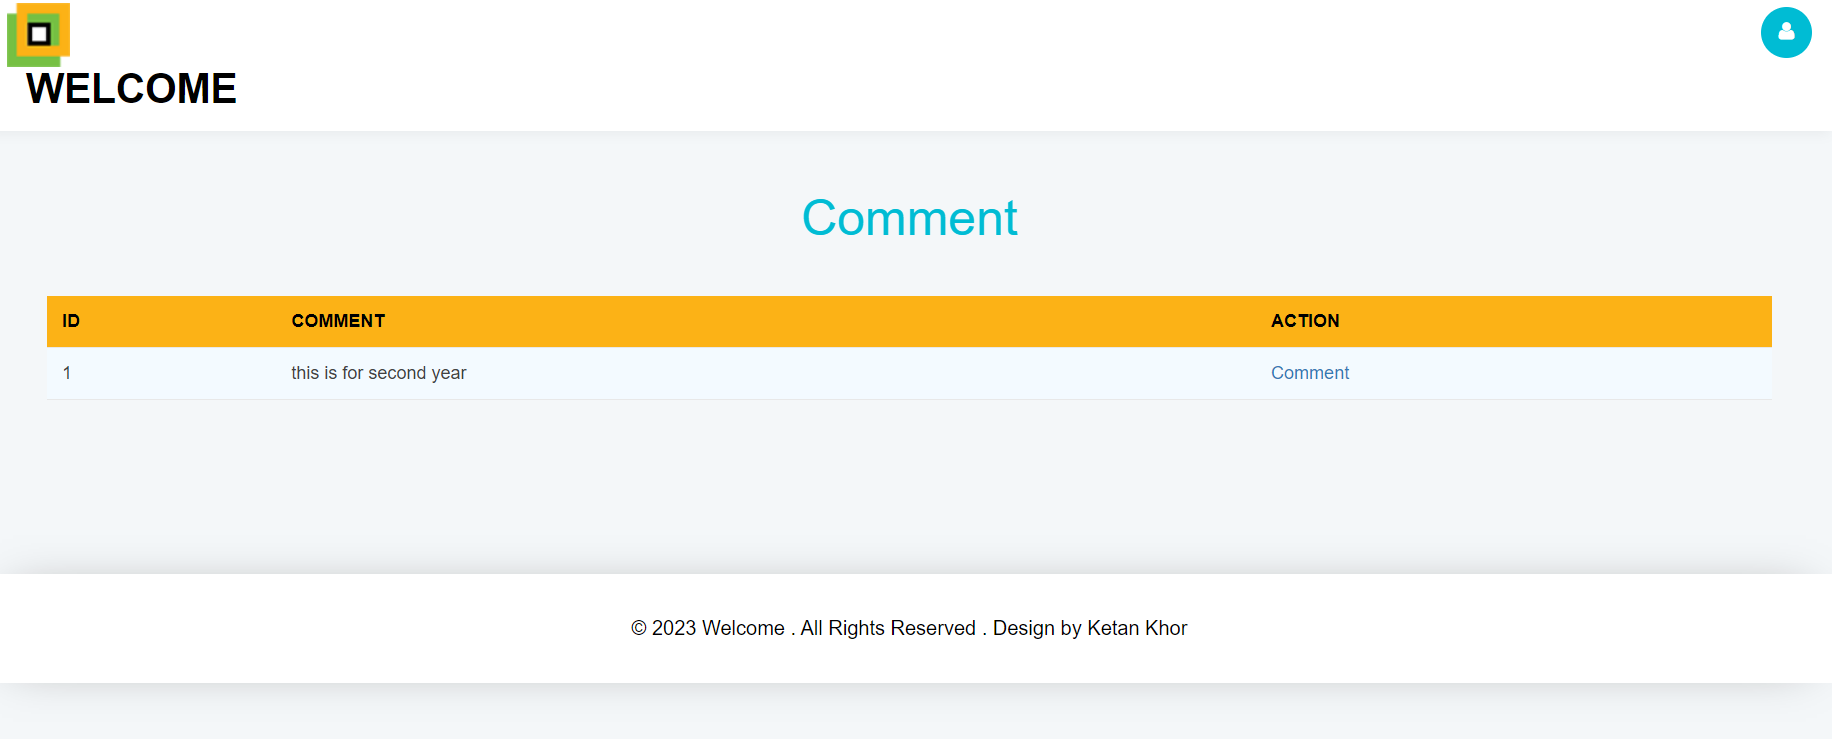 WELCOME
Comment
ID COMMENT ACTION
1 this is for second year Comment
© 2023 Welcome . All Rights Reserved . Design by Ketan Khor